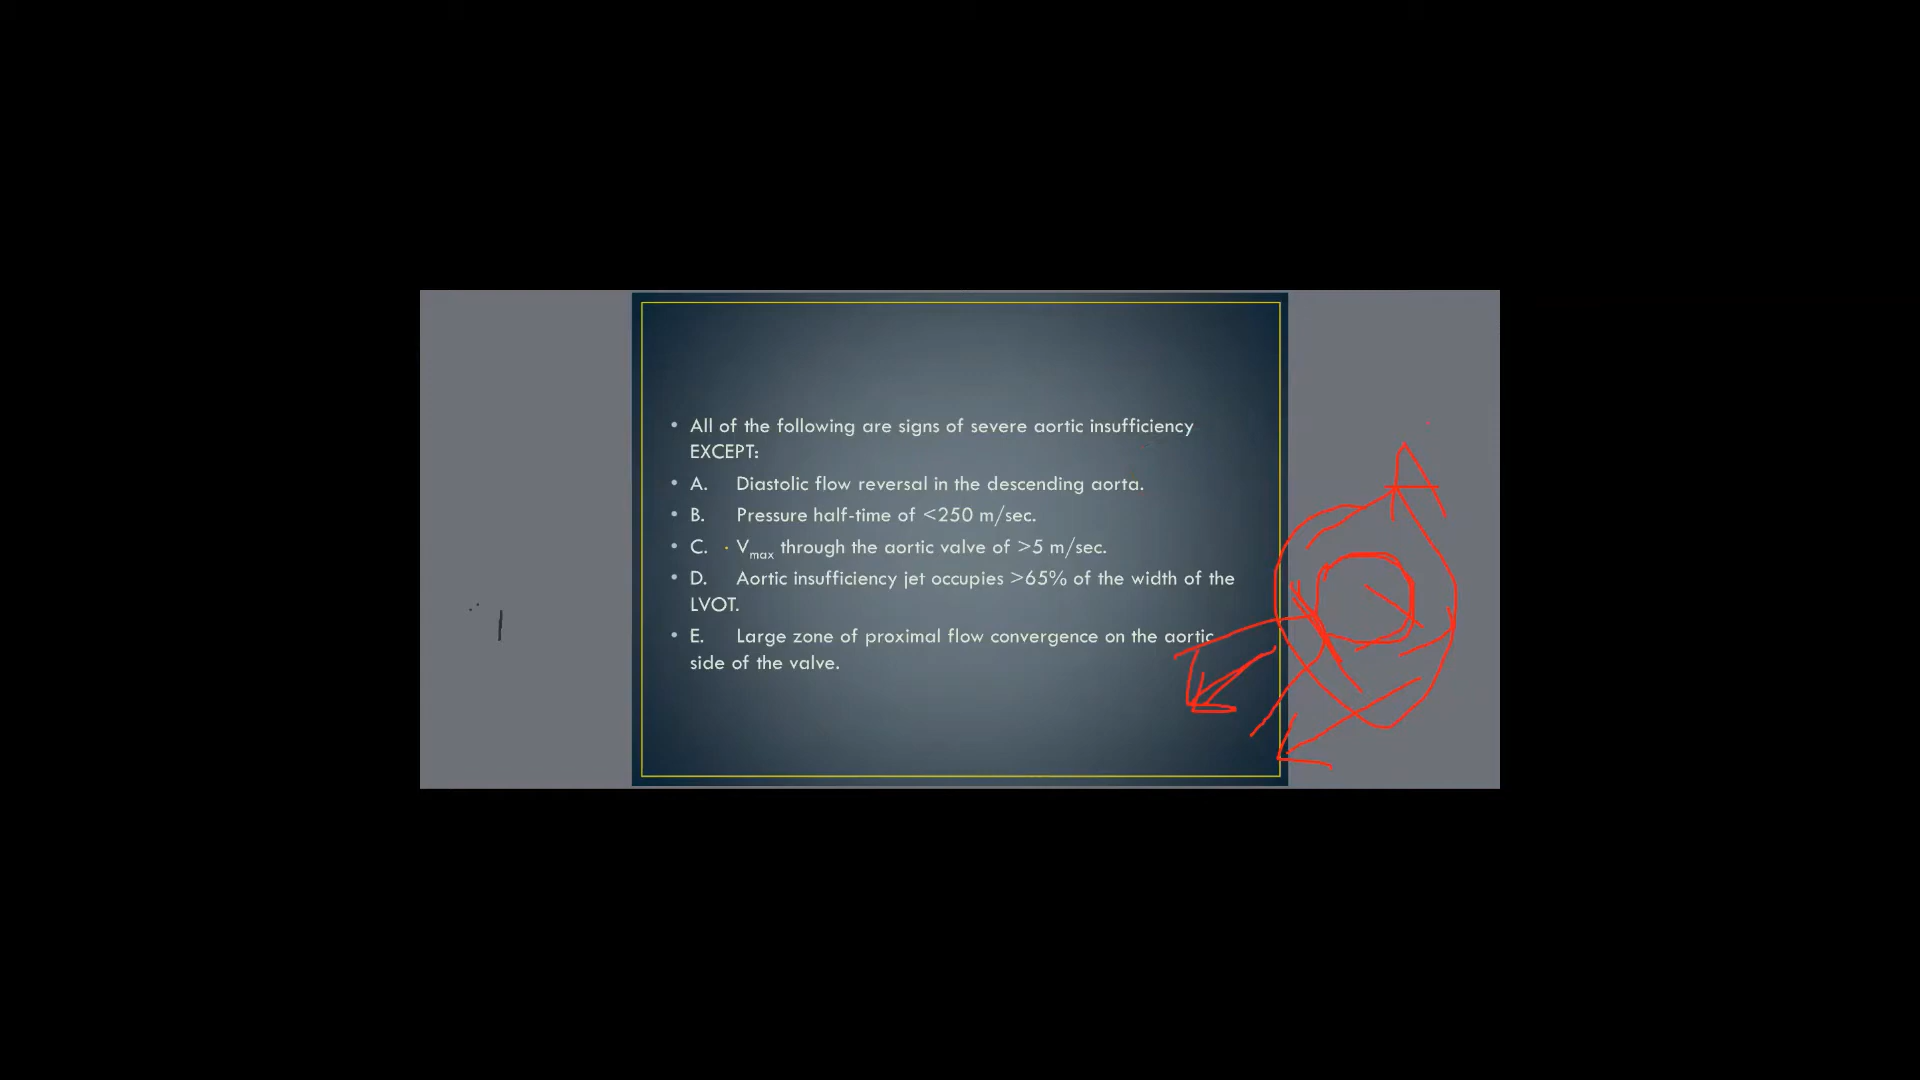 • All of the following are signs of severe aortic insufficiency
EXCEPT:
• A. Diastolic flow reversal in the descending aorta.
• B. Pressure half-time of <250 m/sec.
• C. Vmax through the aortic valve of >5 m/sec.
• D. Aortic insufficiency jet occupies >65% of the width of the
LVOT.
• E. Large zone of proximal flow convergence on the aortic
side of the valve.